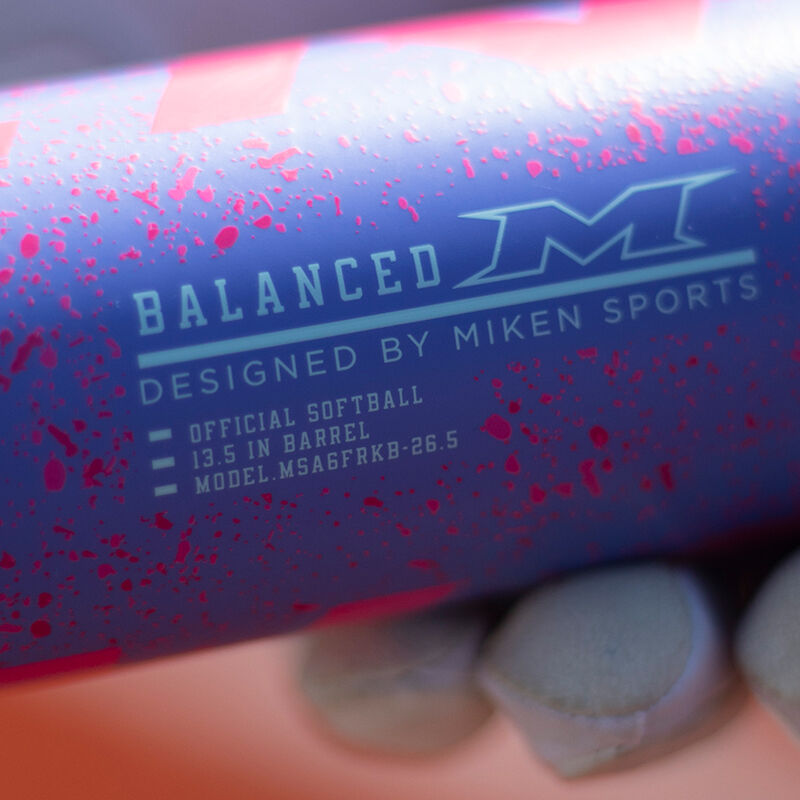 BALANCED M
DESIGNED BY MIKEN SPORTS
OFFICIAL SOFTBALL
13.5 IN BARREL
MODEL.MSA6FRKB-26.5